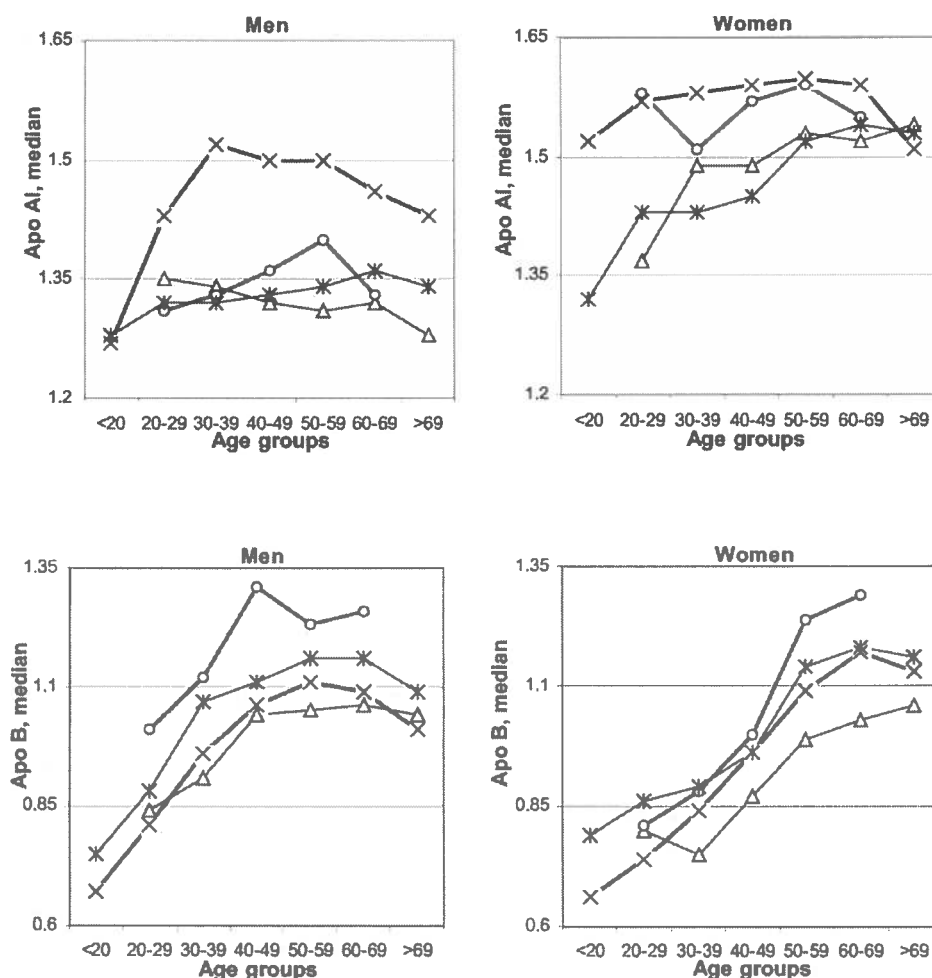 Men
Apo AI, median
1.65
1.5
1.35
1.2
<20 20-29 30-39 40-49 50-59 60-69 >69
Age groups
Women
Apo AI, median
1.65
1.5
1.35
1.2
<20 20-29 30-39 40-49 50-59 60-69 >69
Age groups
Men
Apo B, median
1.35
1.1
0.85
0.6
<20 20-29 30-39 40-49 50-59 60-69 >69
Age groups
Women
Apo B, median
1.35
1.1
0.85
0.6
<20 20-29 30-39 40-49 50-59 60-69 >69
Age groups